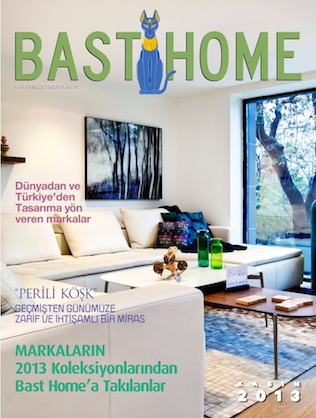 BAST HOME
Dünyadan ve
Türkiye'den
Tasarıma yön
veren markalar
"PERİLİ KÖŞK"
GEÇMİŞTEN GÜNÜMÜZE
ZARİF VE İHTİŞAMLI BİR MİRAS
MARKALARIN
2013 Koleksiyonlarından
Bast Home'a Takılanlar
KASIM
2013